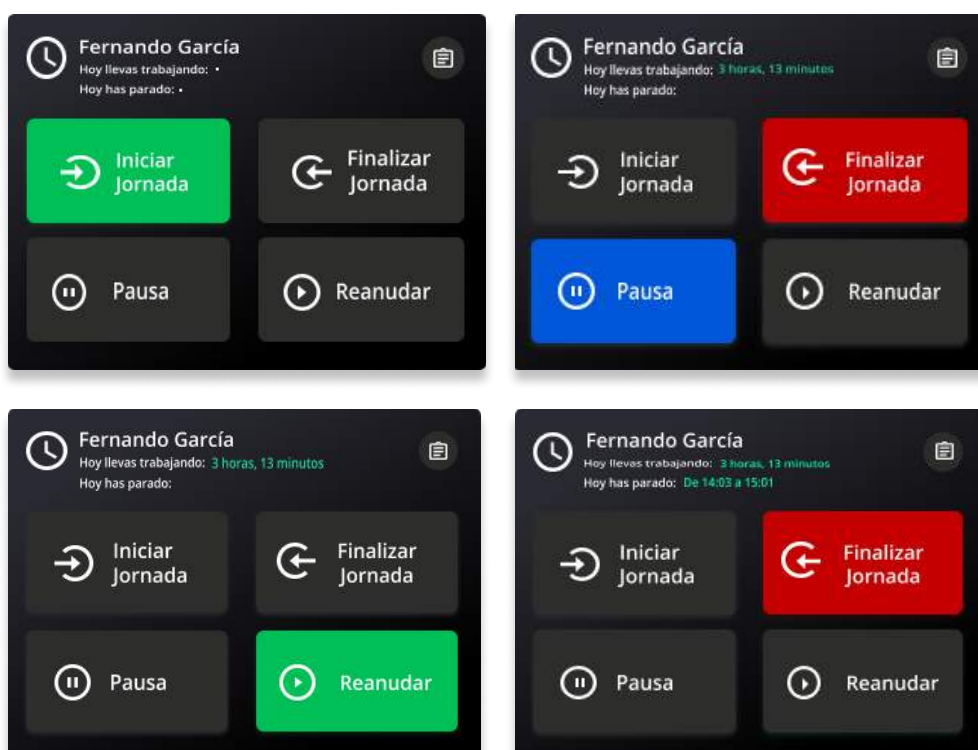 Fernando García
Hoy llevas trabajando: •
Hoy has parado: •
Iniciar
Jornada
Finalizar
Jornada
Pausa
Reanudar
Fernando García
Hoy llevas trabajando: 3 horas, 13 minutos
Hoy has parado:
Iniciar
Jornada
Finalizar
Jornada
Pausa
Reanudar
Fernando García
Hoy llevas trabajando: 3 horas, 13 minutos
Hoy has parado:
Iniciar
Jornada
Finalizar
Jornada
Pausa
Reanudar
Fernando García
Hoy llevas trabajando: 3 horas, 13 minutos
Hoy has parado: De 14:03 a 15:01
Iniciar
Jornada
Finalizar
Jornada
Pausa
Reanudar